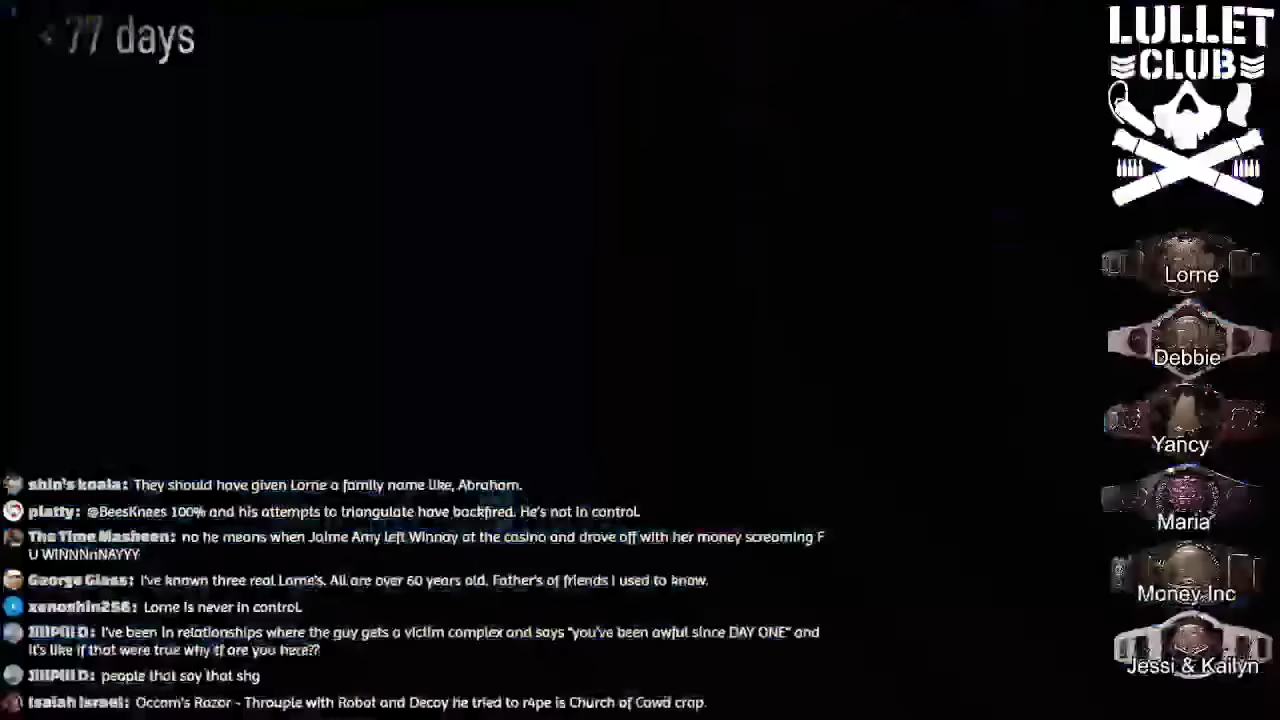 < 77 days
LULLET
CLUB
Lorne
Debbie
Yancy
Maria
Money Inc
Jessi & Kailyn
shin's koala: They should have given Lorne a family name like, Abraham.
platty: @BeesKnees 100% and his attempts to triangulate have backfired. He's not in control.
The Time Masheen: no he means when Jaime Amy left Winnay at the casino and drove off with her money screaming F
U WINNNnNAYYY
George Glass: I've known three real Lorne's. All are over 60 years old. Father's of friends I used to know.
xenoshin256: Lorne is never in control.
I've been in relationships where the guy gets a victim complex and says "you've been awful since DAY ONE" and
it's like if that were true why tf are you here??
people that say that shg
Isaiah Israel: Occam's Razor - Throuple with Robot and Decoy he tried to r4pe is Church of Cawd crap.